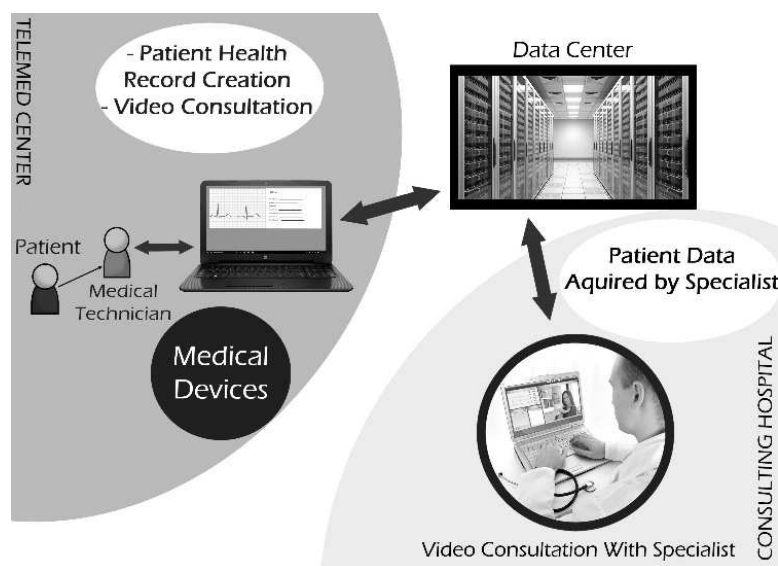 TELEMED CENTER
- Patient Health
Record Creation
- Video Consultation
Data Center
Patient
Medical
Technician
Medical
Devices
Patient Data
Aquired by Specialist
CONSULTING HOSPITAL
Video Consultation With Specialist